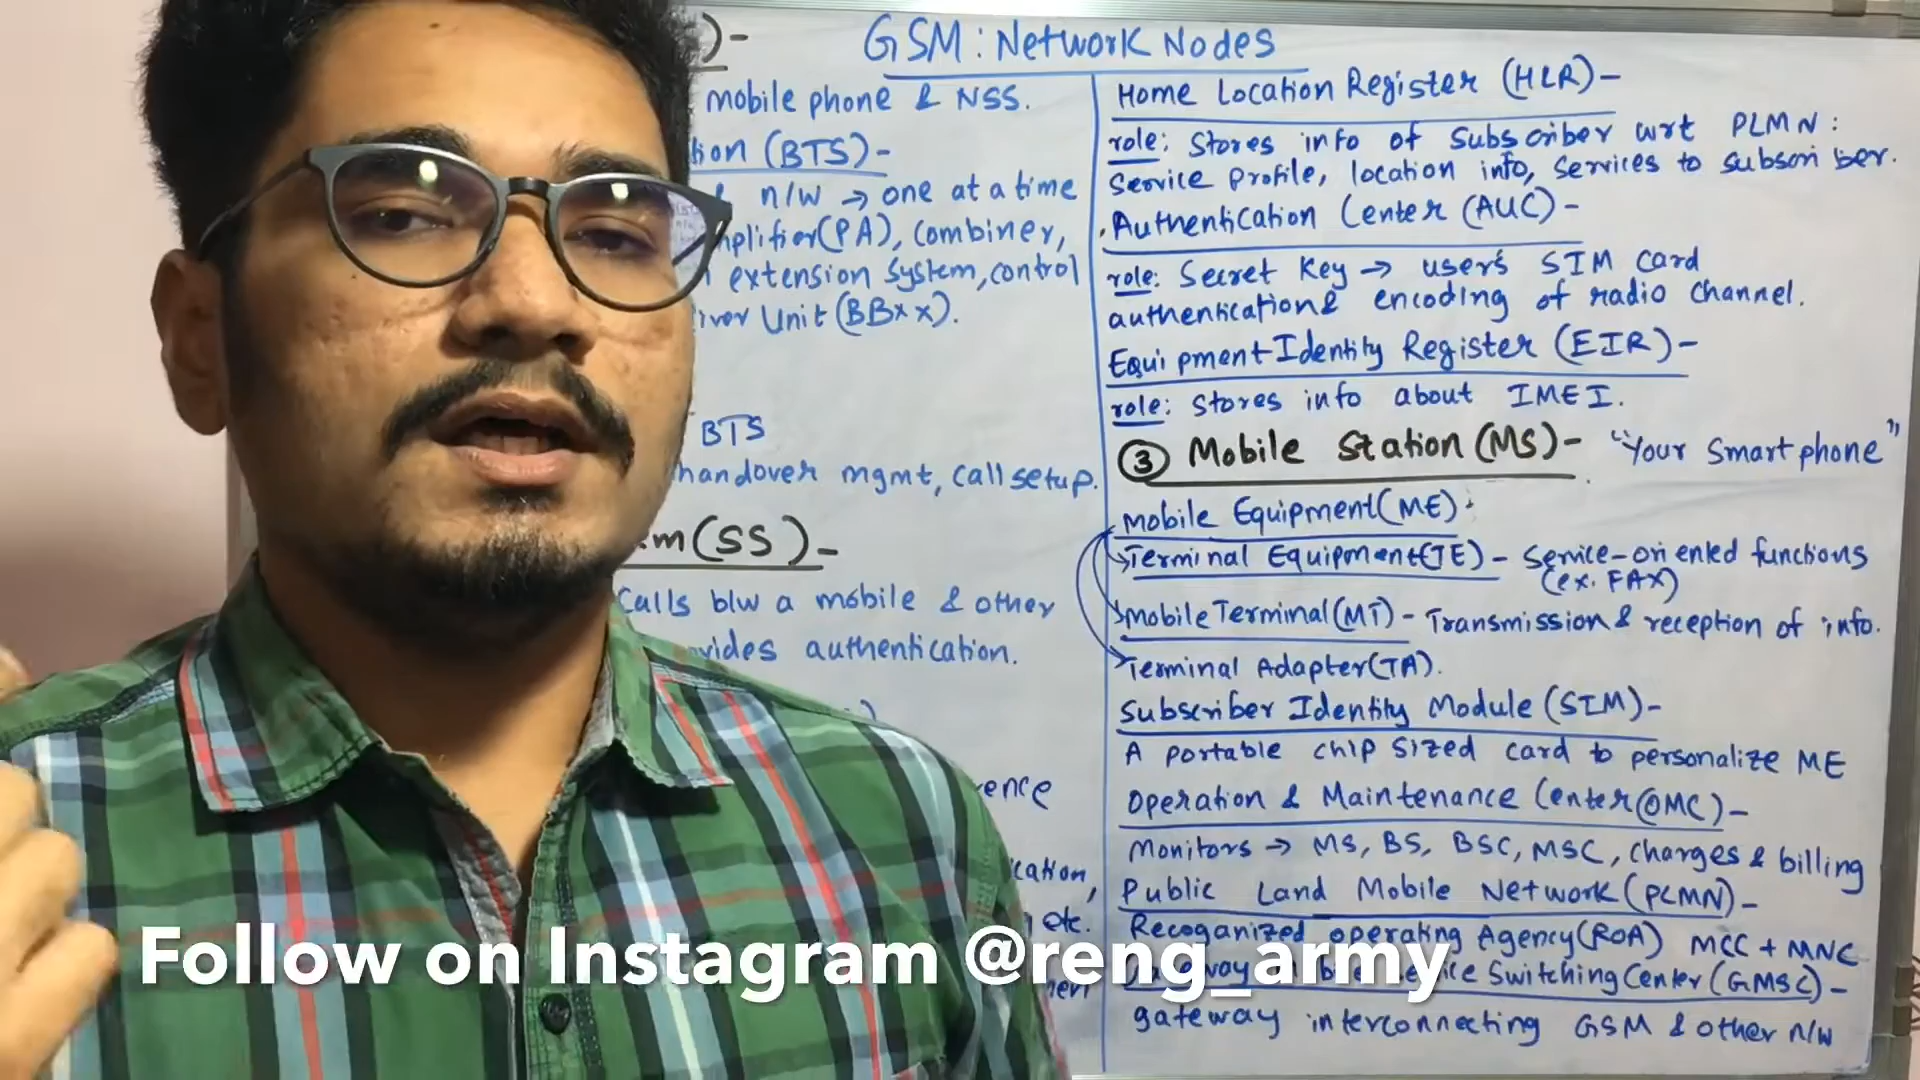 GSM: Network Nodes
)-
mobile phone & NSS.
tion (BTS)-
n/w → one at a time
mplifier(PA), combiner,
extension system, control
iver Unit (BBxx).
BTS
handover mgmt, call setup.
m(SS)-
calls b/w a mobile & other
ovides authentication.
ence
cation,
etc.
Home Location Register (HLR)-
role: Stores info of subscriber wrt PLMN:
Service Profile, location info, services to subscriber.
Authentication Center (AUC)-
role: Secret Key → user's SIM card
authentication & encoding of radio channel.
Equipment Identity Register (EIR)-
role: stores info about IMEI.
③ Mobile Station (MS)- "Your Smartphone"
Mobile Equipment (ME):
Terminal Equipment (TE) - Service-oriented functions
(ex. FAX)
Mobile Terminal (MT) - Transmission & reception of info.
Terminal Adapter (TA).
Subscriber Identity Module (SIM)-
A portable chip sized card to personalize ME
Operation & Maintenance Center (OMC)-
Monitors → MS, BS, BSC, MSC, charges & billing
Public Land Mobile Network (PLMN)-
Recoganized operating Agency (ROA) MCC + MNC
Switching Center (GMSC)-
gateway interconnecting GSM & other n/w
Follow on Instagram @reng_army